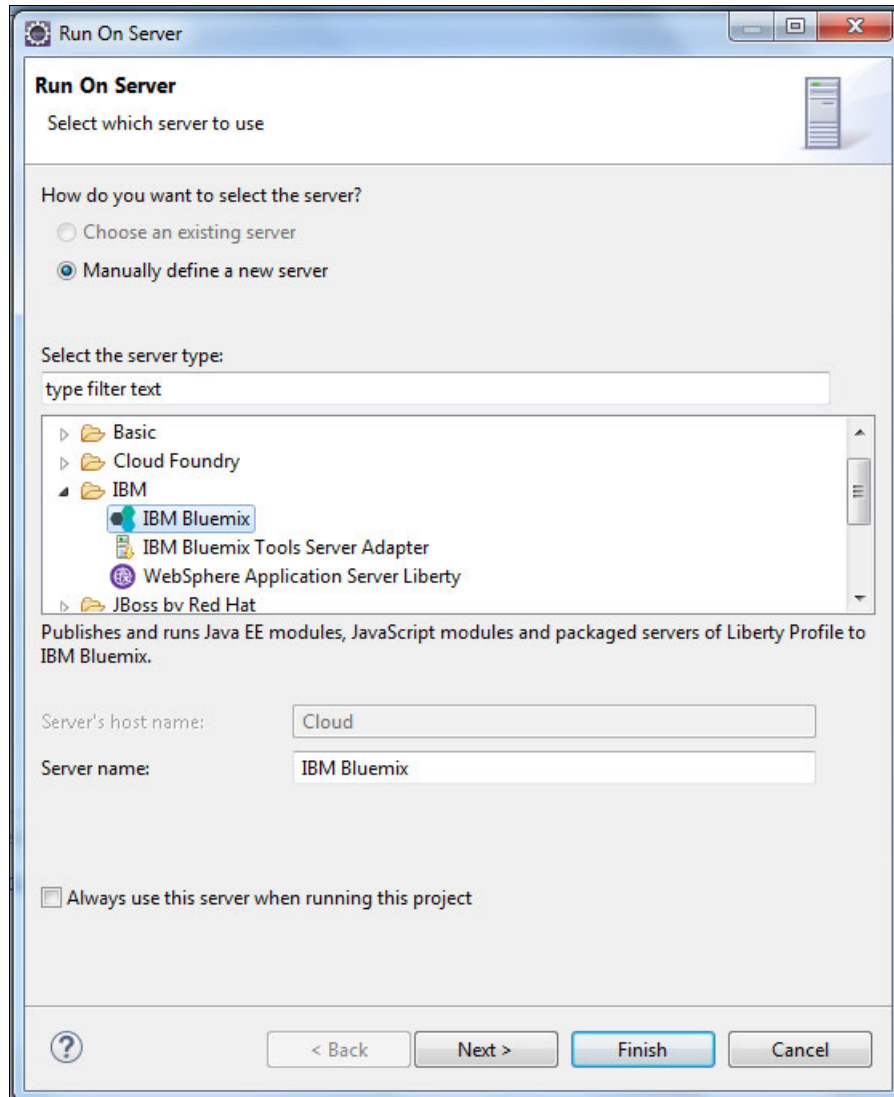 Run On Server
Run On Server
Select which server to use
How do you want to select the server?
Choose an existing server
Manually define a new server
Select the server type:
type filter text
Basic
Cloud Foundry
IBM
IBM Bluemix
IBM Bluemix Tools Server Adapter
WebSphere Application Server Liberty
JBoss by Red Hat
Publishes and runs Java EE modules, JavaScript modules and packaged servers of Liberty Profile to
IBM Bluemix.
Server's host name: Cloud
Server name: IBM Bluemix
Always use this server when running this project
? < Back Next > Finish Cancel